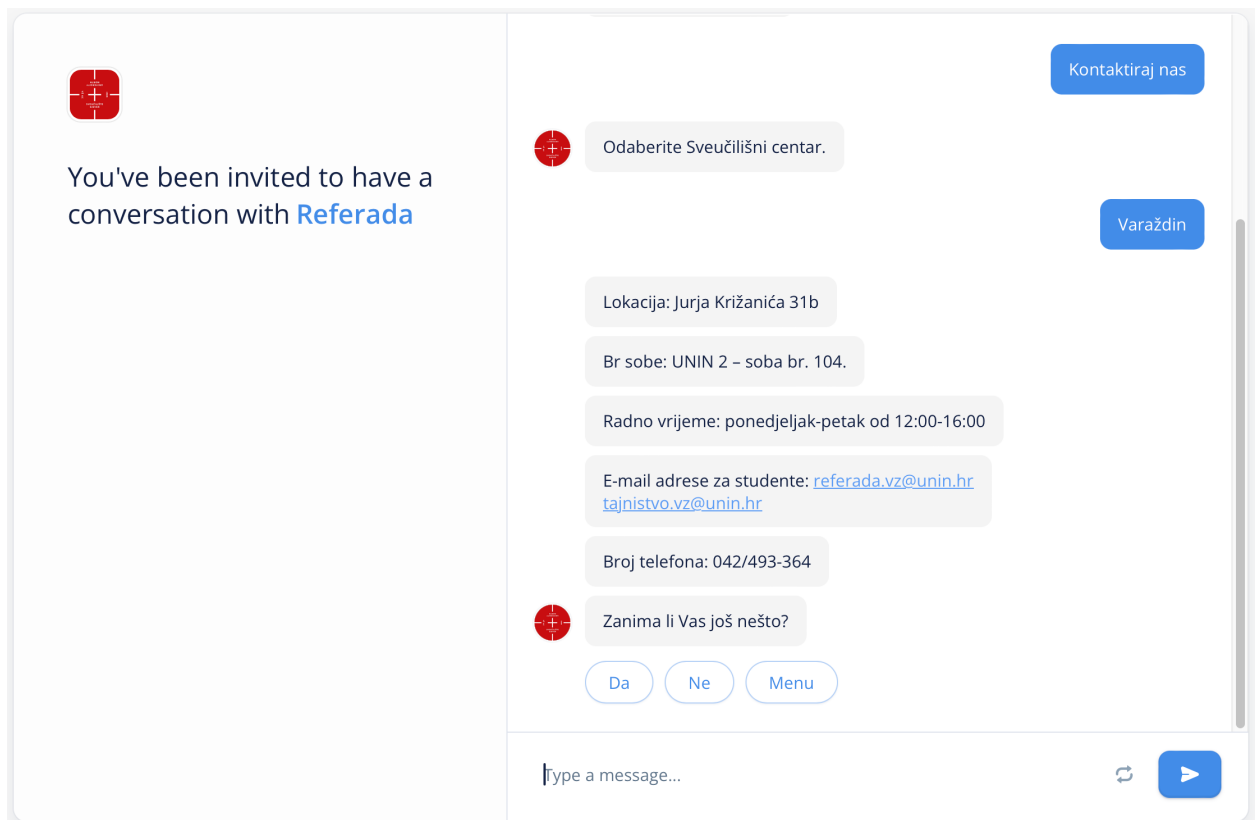 You've been invited to have a
conversation with Referada
Kontaktiraj nas
Odaberite Sveučilišni centar.
Varaždin
Lokacija: Jurja Križanića 31b
Br sobe: UNIN 2 – soba br. 104.
Radno vrijeme: ponedjeljak-petak od 12:00-16:00
E-mail adrese za studente: referada.vz@unin.hr
tajnistvo.vz@unin.hr
Broj telefona: 042/493-364
Zanima li Vas još nešto?
Da
Ne
Menu
Type a message...